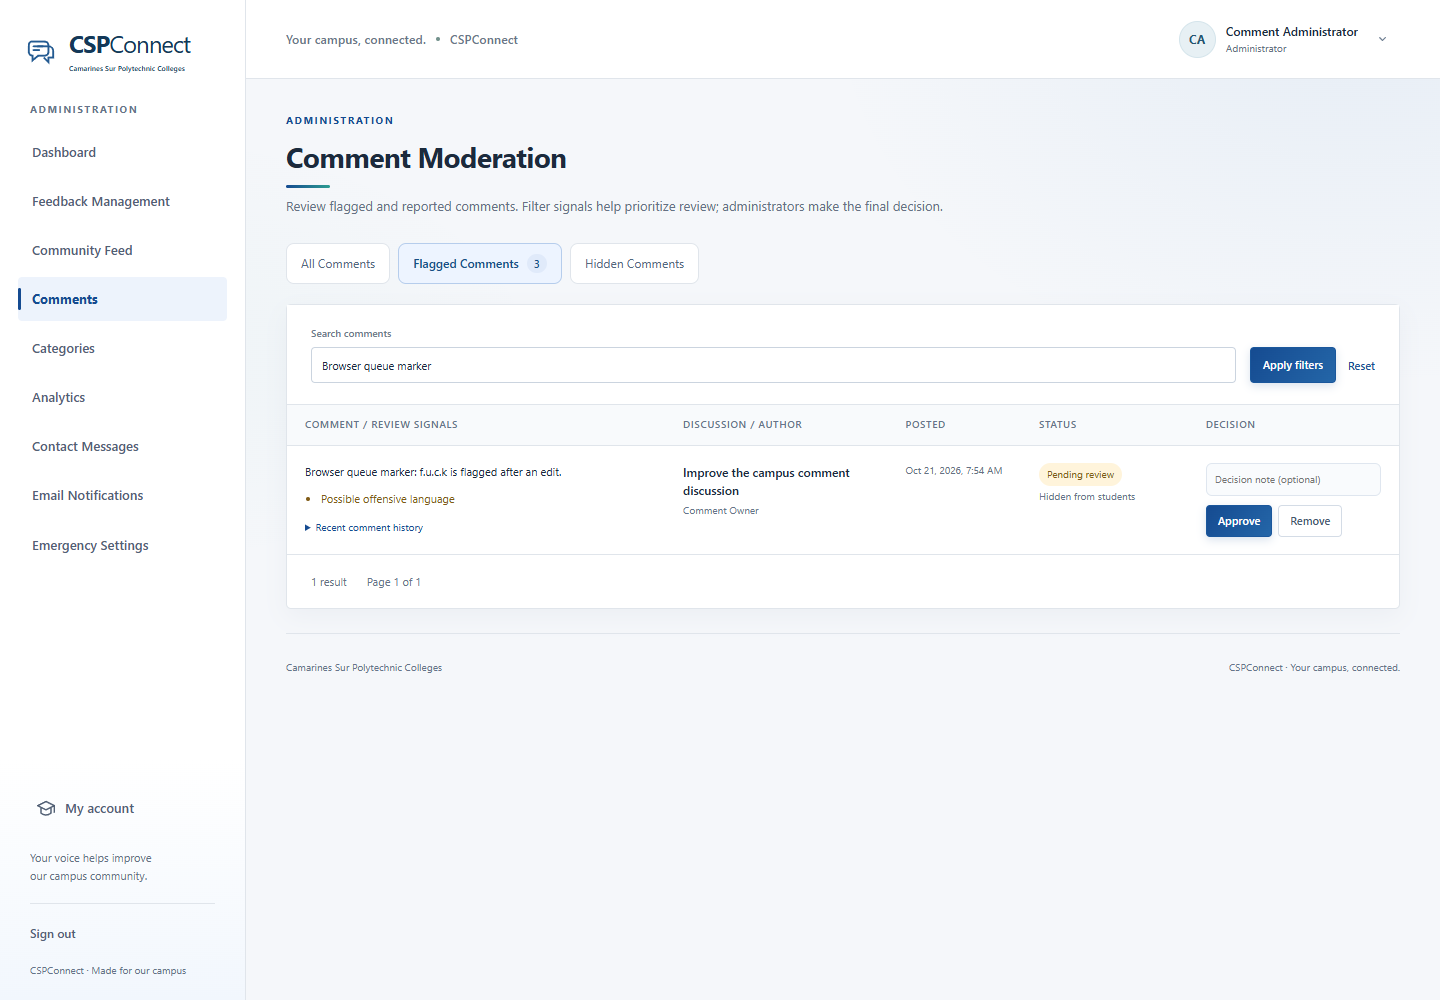 CSPConnect
Camarines Sur Polytechnic Colleges
ADMINISTRATION
Dashboard
Feedback Management
Community Feed
Comments
Categories
Analytics
Contact Messages
Email Notifications
Emergency Settings
My account
Your voice helps improve
our campus community.
Sign out
CSPConnect · Made for our campus
Your campus, connected. • CSPConnect
CA
Comment Administrator
Administrator
ADMINISTRATION
Comment Moderation
Review flagged and reported comments. Filter signals help prioritize review; administrators make the final decision.
All Comments
Flagged Comments 3
Hidden Comments
Search comments
Browser queue marker
Apply filters
Reset
COMMENT / REVIEW SIGNALS
DISCUSSION / AUTHOR
POSTED
STATUS
DECISION
Browser queue marker: f.u.c.k is flagged after an edit.
• Possible offensive language
Recent comment history
Improve the campus comment
discussion
Comment Owner
Oct 21, 2026, 7:54 AM
Pending review
Hidden from students
Decision note (optional)
Approve
Remove
1 result
Page 1 of 1
Camarines Sur Polytechnic Colleges
CSPConnect · Your campus, connected.